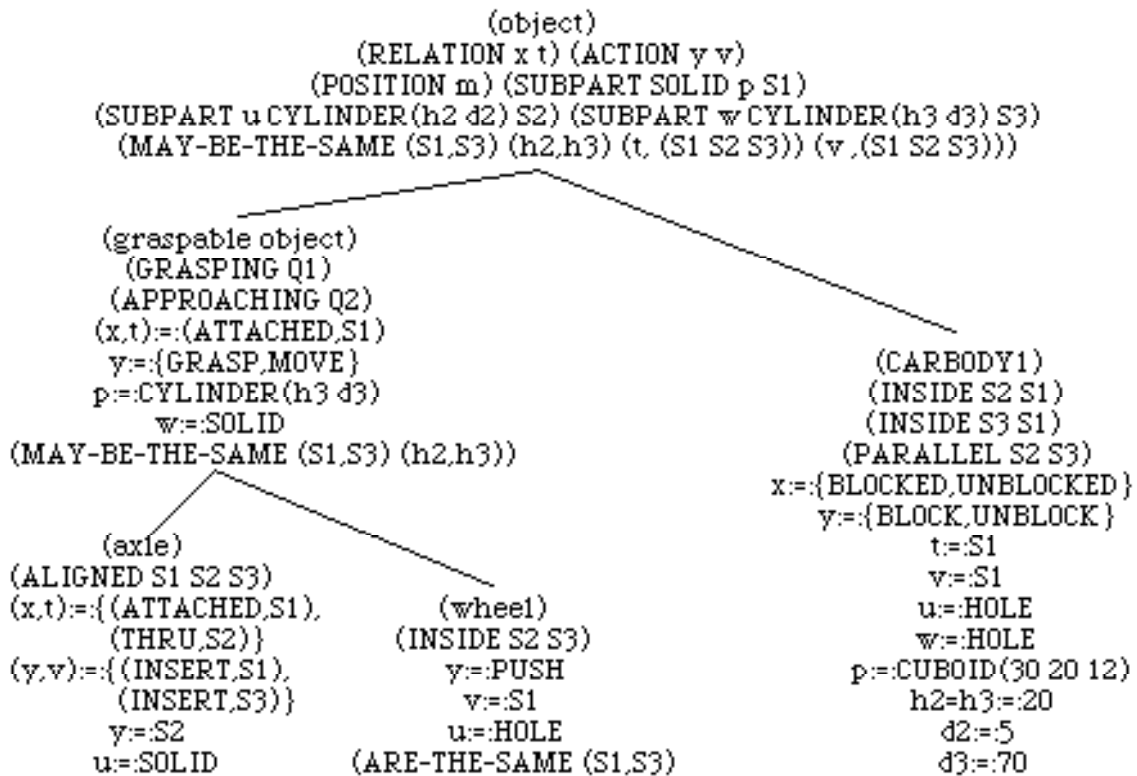 (object)
(RELATION x t) (ACTION y v)
(POSITION m) (SUBPART SOLID p S1)
(SUBPART u CYLINDER(h2 d2) S2) (SUBPART w CYLINDER(h3 d3) S3)
(MAY-BE-THE-SAME (S1,S3) (h2,h3) (t, (S1 S2 S3)) (v ,(S1 S2 S3)))
(graspable object)
(GRASPING Q1)
(APPROACHING Q2)
(x,t):=:(ATTACHED,S1)
y:=:{GRASP,MOVE}
p:=:CYLINDER(h3 d3)
w:=:SOLID
(MAY-BE-THE-SAME (S1,S3) (h2,h3))
(axle)
(ALIGNED S1 S2 S3)
(x,t):=:{(ATTACHED,S1),
(THRU,S2)}
(y,v):=:{(INSERT,S1),
(INSERT,S3)}
y:=:S2
u:=:SOLID
(wheel)
(INSIDE S2 S3)
y:=:PUSH
v:=:S1
u:=:HOLE
(ARE-THE-SAME (S1,S3)
(CARBODY1)
(INSIDE S2 S1)
(INSIDE S3 S1)
(PARALLEL S2 S3)
x:=:{BLOCKED,UNBLOCKED}
y:=:{BLOCK,UNBLOCK}
t:=:S1
v:=:S1
u:=:HOLE
w:=:HOLE
p:=:CUBOID(30 20 12)
h2=h3:=:20
d2:=:5
d3:=:70